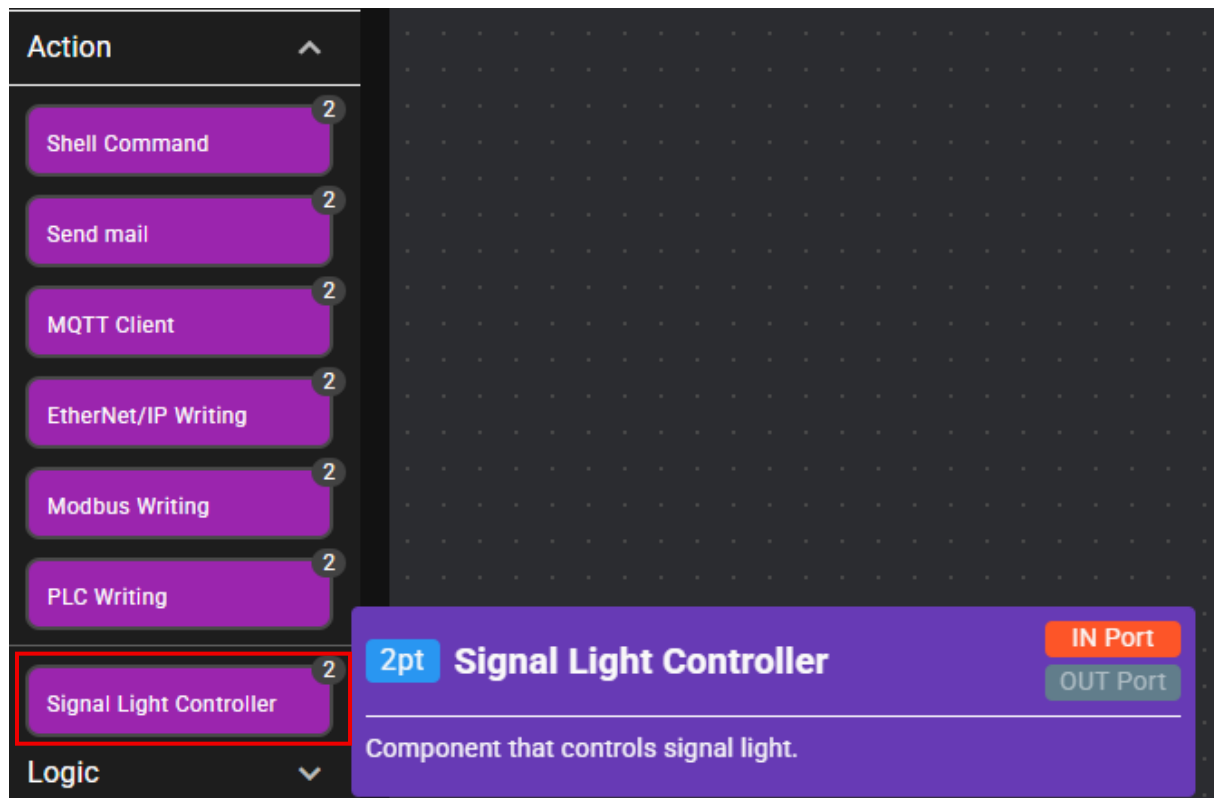 Action
2
Shell Command
2
Send mail
2
MQTT Client
2
EtherNet/IP Writing
2
Modbus Writing
2
PLC Writing
2
Signal Light Controller
Logic
2pt Signal Light Controller
IN Port
OUT Port
Component that controls signal light.